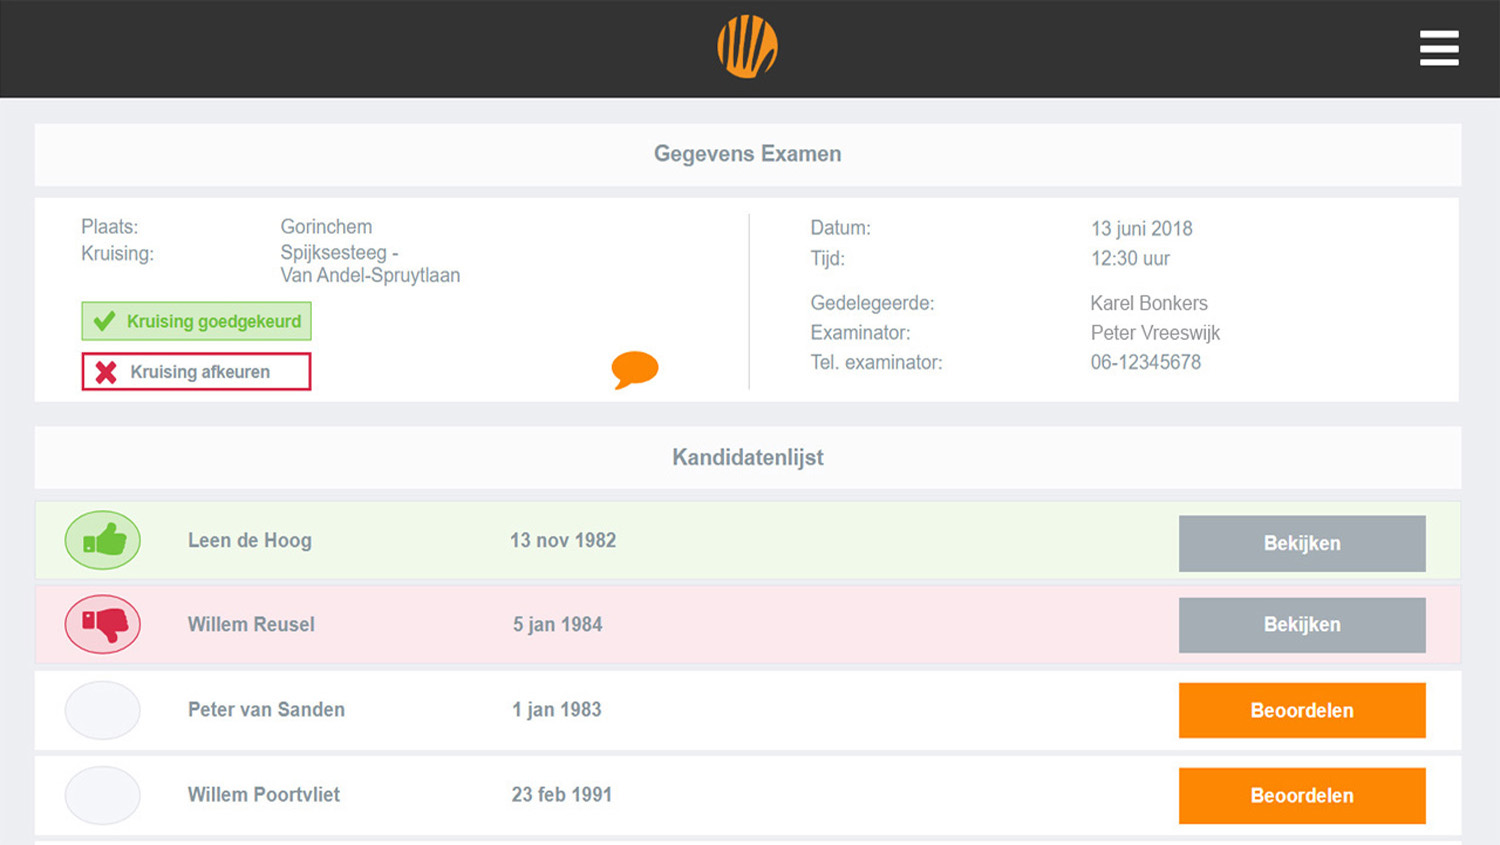 Gegevens Examen
Plaats: Gorinchem
Kruising: Spijksesteeg -
Van Andel-Spruytlaan
Kruising goedgekeurd
Kruising afkeuren
Datum: 13 juni 2018
Tijd: 12:30 uur
Gedelegeerde: Karel Bonkers
Examinator: Peter Vreeswijk
Tel. examinator: 06-12345678
Kandidatenlijst
Leen de Hoog 13 nov 1982 Bekijken
Willem Reusel 5 jan 1984 Bekijken
Peter van Sanden 1 jan 1983 Beoordelen
Willem Poortvliet 23 feb 1991 Beoordelen